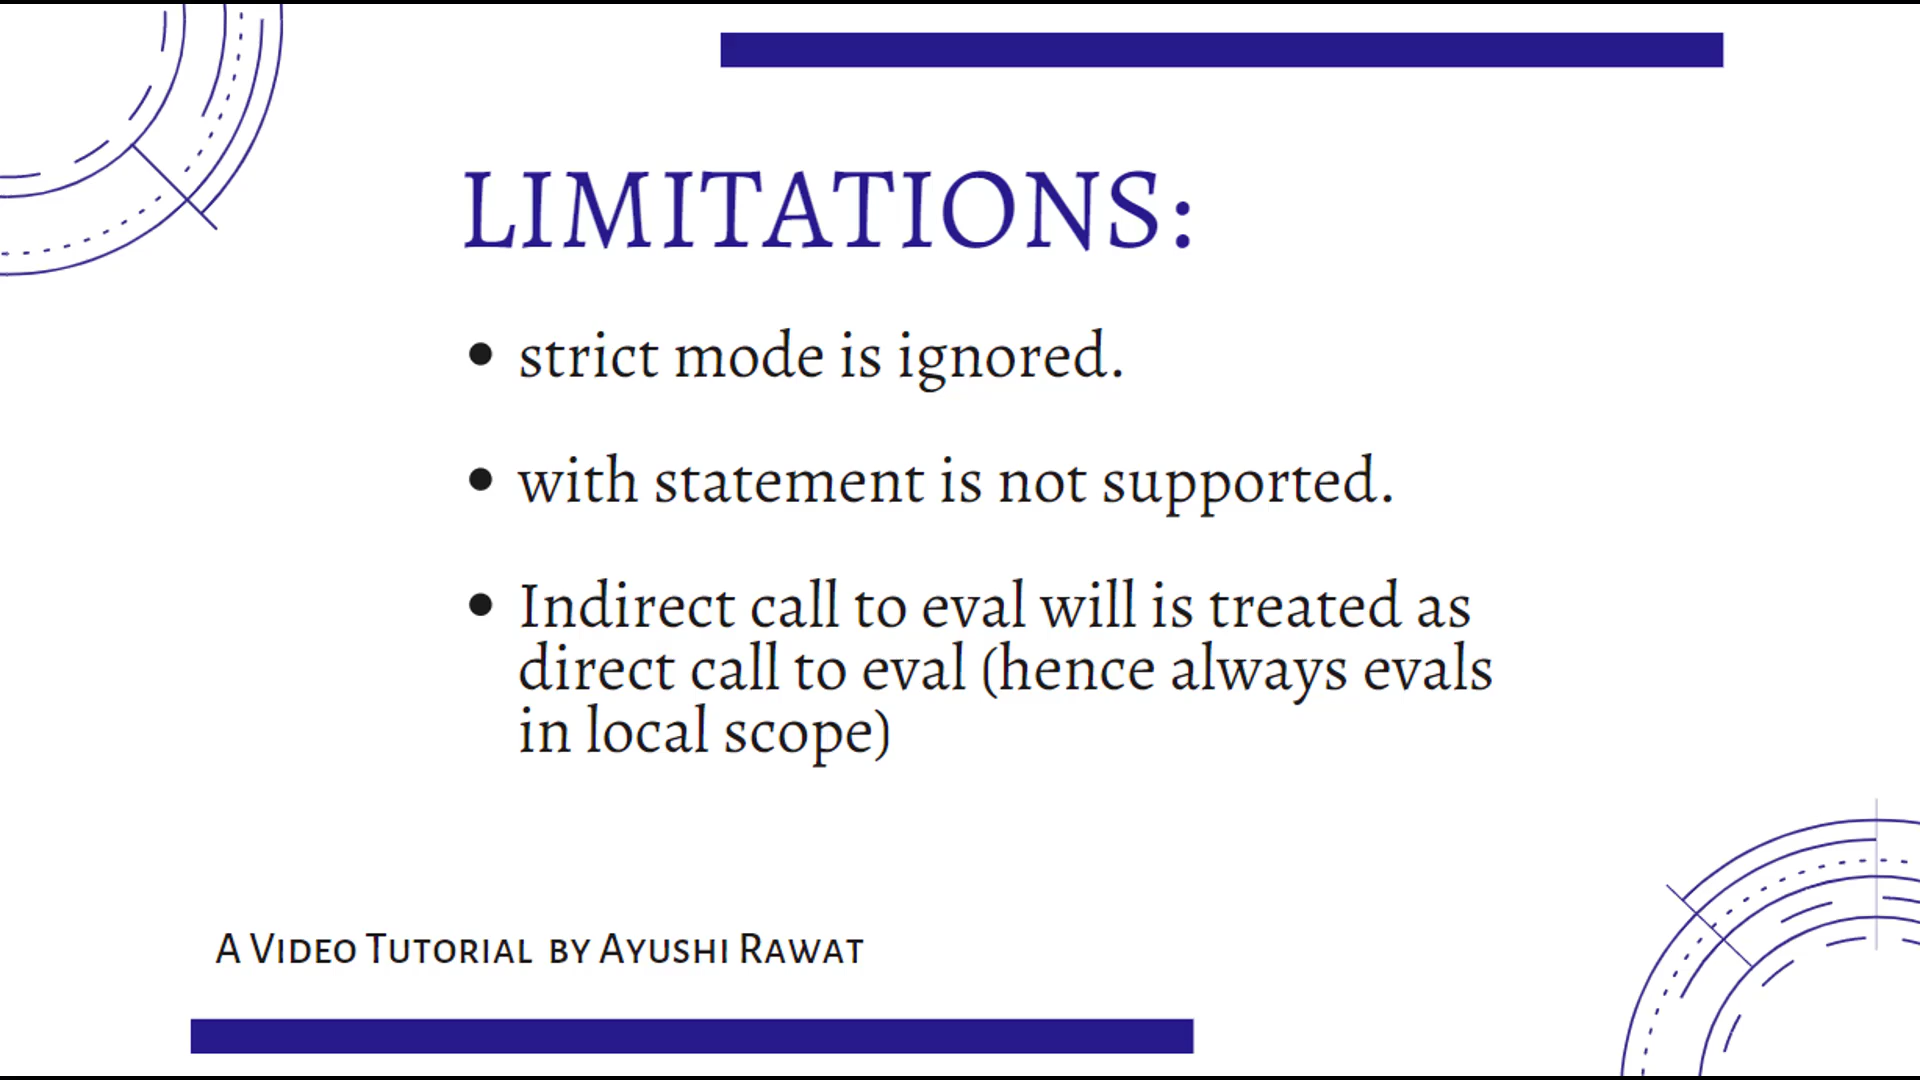 LIMITATIONS:
• strict mode is ignored.
• with statement is not supported.
• Indirect call to eval will is treated as
direct call to eval (hence always evals
in local scope)
A Video Tutorial by Ayushi Rawat